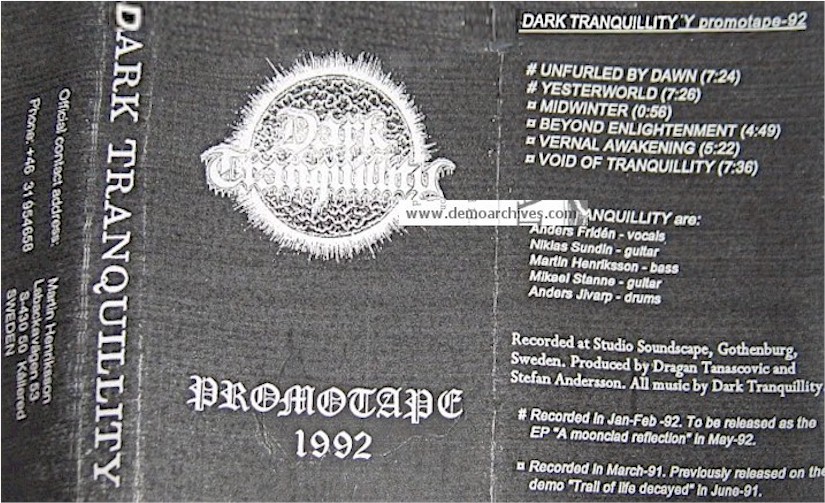 DARK TRANQUILLITY
Official contact address:
Martin Henriksson
Labackavägen 53
S-430 50 Kållered
SWEDEN
Phone: +46 31 954658
Dark
Tranquillity
www.demoarchives.com
PROMOTAPE
1992
DARK TRANQUILLITY promotape-92
# UNFURLED BY DAWN (7:24)
# YESTERWORLD (7:26)
¤ MIDWINTER (0:56)
¤ BEYOND ENLIGHTENMENT (4:49)
¤ VERNAL AWAKENING (5:22)
¤ VOID OF TRANQUILLITY (7:36)
ANQUILLITY are:
Anders Fridén - vocals
Niklas Sundin - guitar
Martin Henriksson - bass
Mikael Stanne - guitar
Anders Jivarp - drums
Recorded at Studio Soundscape, Gothenburg,
Sweden. Produced by Dragan Tanascovic and
Stefan Andersson. All music by Dark Tranquillity
# Recorded in Jan-Feb -92. To be released as the
EP "A moonclad reflection" in May-92.
¤ Recorded in March-91. Previously released on the
demo "Trail of life decayed" in June-91.